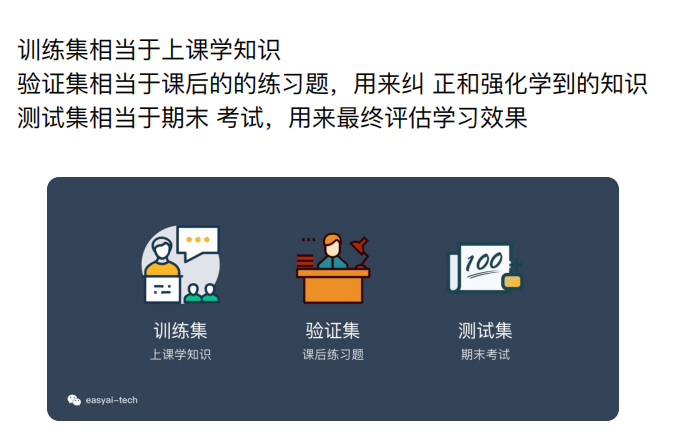 训练集相当于上课学知识
验证集相当于课后的的练习题，用来纠 正和强化学到的知识
测试集相当于期末 考试，用来最终评估学习效果
100
训练集 验证集 测试集
上课学知识 课后练习题 期末考试
easyai-tech